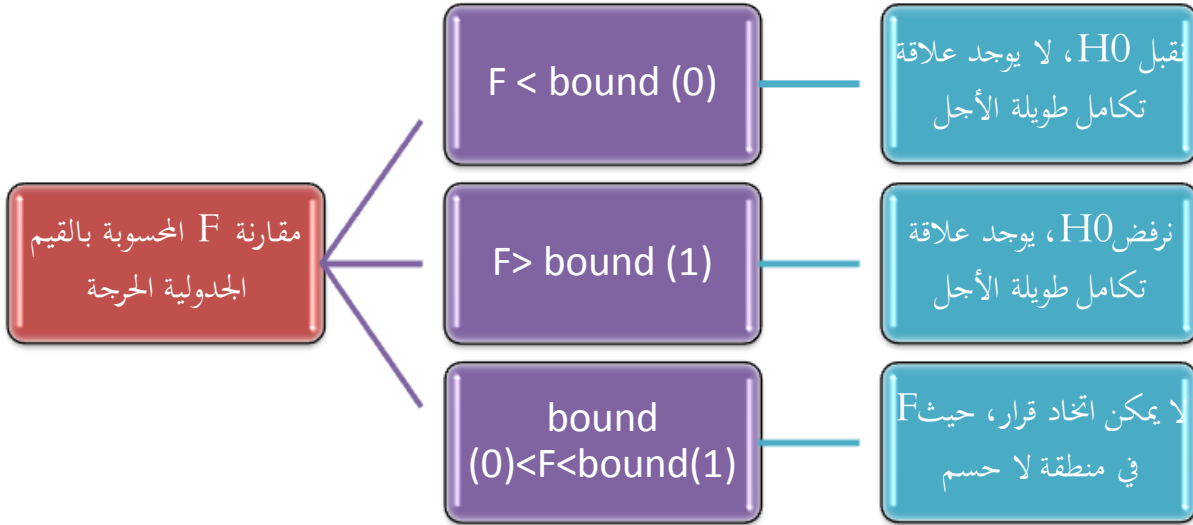 مقارنة F المحسوبة بالقيم
الجدولية الحرجة
F < bound (0)
نقبل H0، لا يوجد علاقة
تكامل طويلة الأجل
F> bound (1)
نرفضH0، يوجد علاقة
تكامل طويلة الأجل
bound
(0)<F<bound(1)
لا يمكن اتخاد قرار، حيثF
في منطقة لا حسم